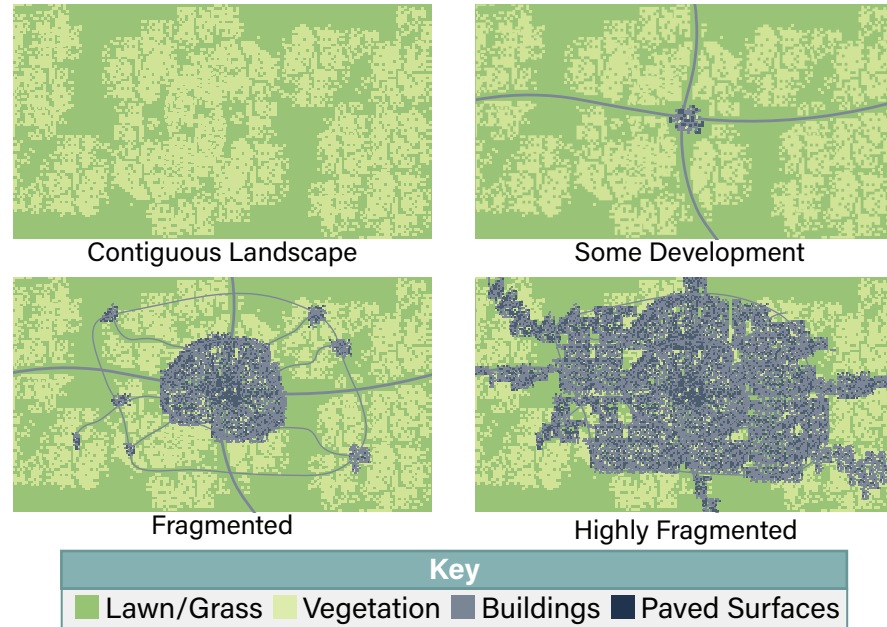 Contiguous Landscape
Some Development
Fragmented
Highly Fragmented
Key
Lawn/Grass Vegetation Buildings Paved Surfaces